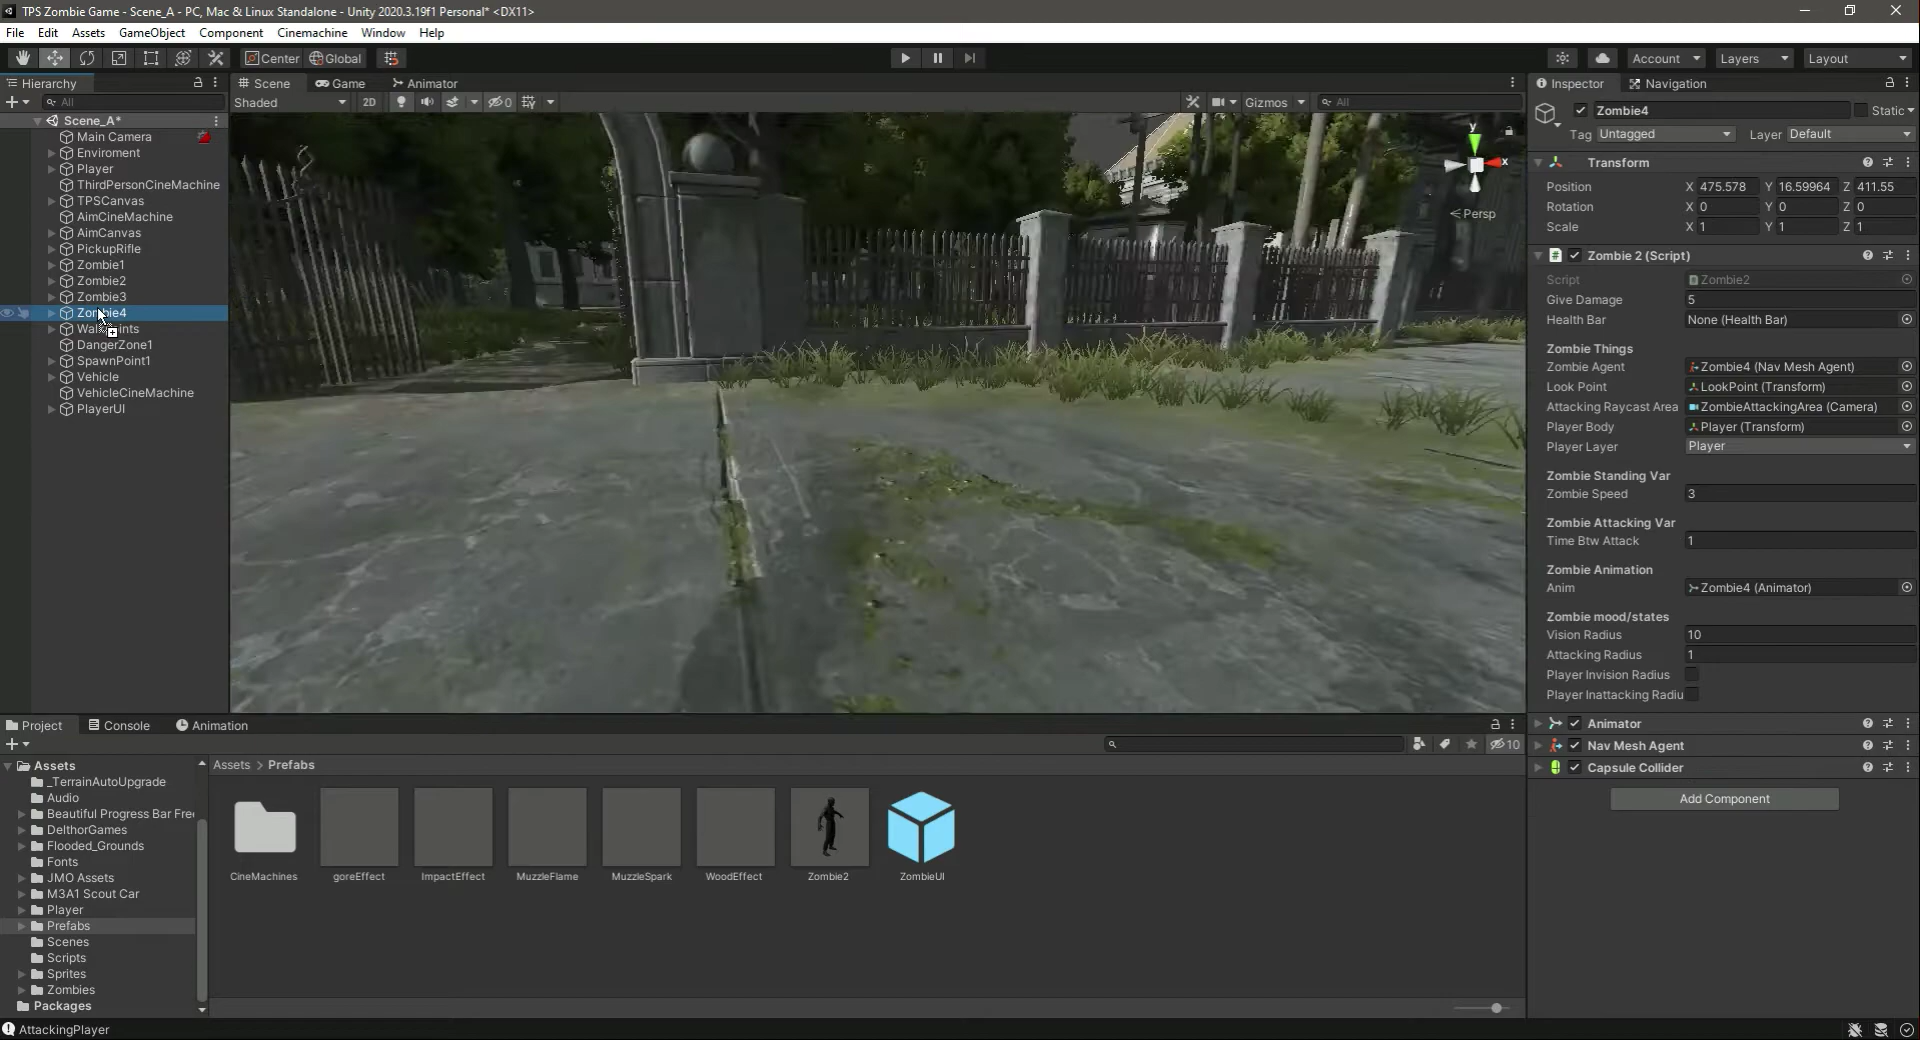 TPS Zombie Game - Scene_A - PC, Mac & Linux Standalone - Unity 2020.3.19f1 Personal* <DX11>
File Edit Assets GameObject Component Cinemachine Window Help
Center Global Account Layers Layout
Hierarchy
Scene Game Animator
Inspector Navigation
All
Shaded 2D 0 Gizmos All
Scene_A*
Main Camera
Enviroment
Player
ThirdPersonCineMachine
TPSCanvas
AimCineMachine
AimCanvas
PickupRifle
Zombie1
Zombie2
Zombie3
Zombie4
DangerZone1
SpawnPoint1
Vehicle
VehicleCineMachine
PlayerUI
y
x
Persp
Zombie4 Static
Tag Untagged Layer Default
Transform
Position X 475.578 Y 16.59964 Z 411.55
Rotation X 0 Y 0 Z 0
Scale X 1 Y 1 Z 1
# Zombie 2 (Script)
Script Zombie2
Give Damage 5
Health Bar None (Health Bar)
Zombie Things
Zombie Agent Zombie4 (Nav Mesh Agent)
Look Point LookPoint (Transform)
Attacking Raycast Area ZombieAttackingArea (Camera)
Player Body Player (Transform)
Player Layer Player
Zombie Standing Var
Zombie Speed 3
Zombie Attacking Var
Time Btw Attack 1
Zombie Animation
Anim Zombie4 (Animator)
Zombie mood/states
Vision Radius 10
Attacking Radius 1
Player Invision Radius
Player Inattacking Radiu
Animator
Nav Mesh Agent
Capsule Collider
Add Component
Project Console Animation
10
Assets
_TerrainAutoUpgrade
Audio
Beautiful Progress Bar Free
DelthorGames
Flooded_Grounds
Fonts
JMO Assets
M3A1 Scout Car
Player
Prefabs
Scenes
Scripts
Sprites
Zombies
Packages
Assets > Prefabs
CineMachines goreEffect ImpactEffect MuzzleFlame MuzzleSpark WoodEffect Zombie2 ZombieUI
AttackingPlayer